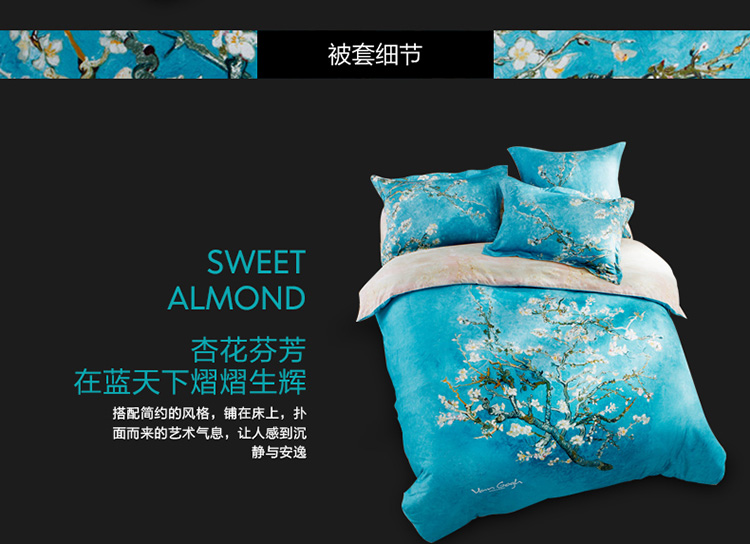 被套细节
SWEET
ALMOND
杏花芬芳
在蓝天下熠熠生辉
搭配简约的风格，铺在床上，扑
面而来的艺术气息，让人感到沉
静与安逸
Van Gogh